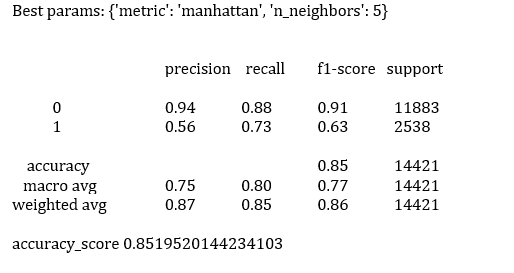 Best params: {'metric': 'manhattan', 'n_neighbors': 5}
precision recall f1-score support
0 0.94 0.88 0.91 11883
1 0.56 0.73 0.63 2538
accuracy 0.85 14421
macro avg 0.75 0.80 0.77 14421
weighted avg 0.87 0.85 0.86 14421
accuracy_score 0.8519520144234103